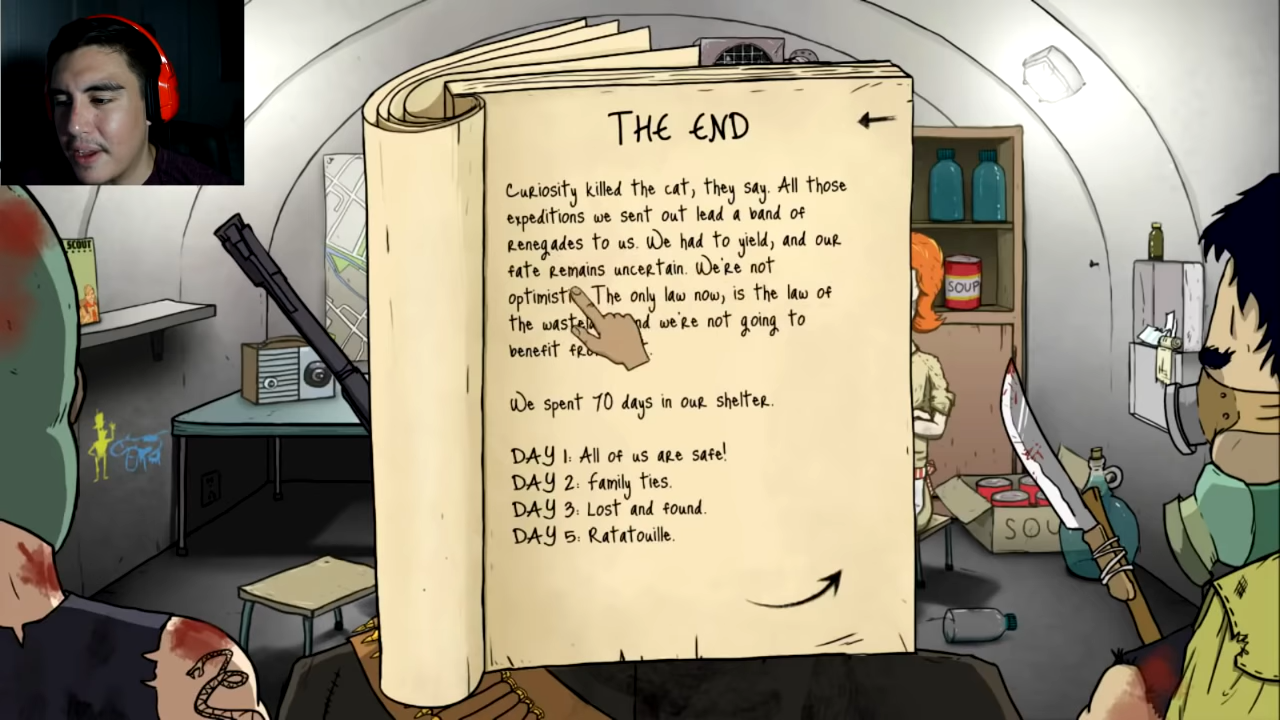 THE END
Curiosity killed the cat, they say. All those
expeditions we sent out lead a band of
renegades to us. We had to yield, and our
fate remains uncertain. We're not
The only law now, is the law of
the we're not going to
benefit
We spent 70 days in our shelter.
DAY 1: All of us are safe!
DAY 2: Family ties.
DAY 3: Lost and found.
DAY 5: Ratatouille.
SCOUT
SOUP
SOU